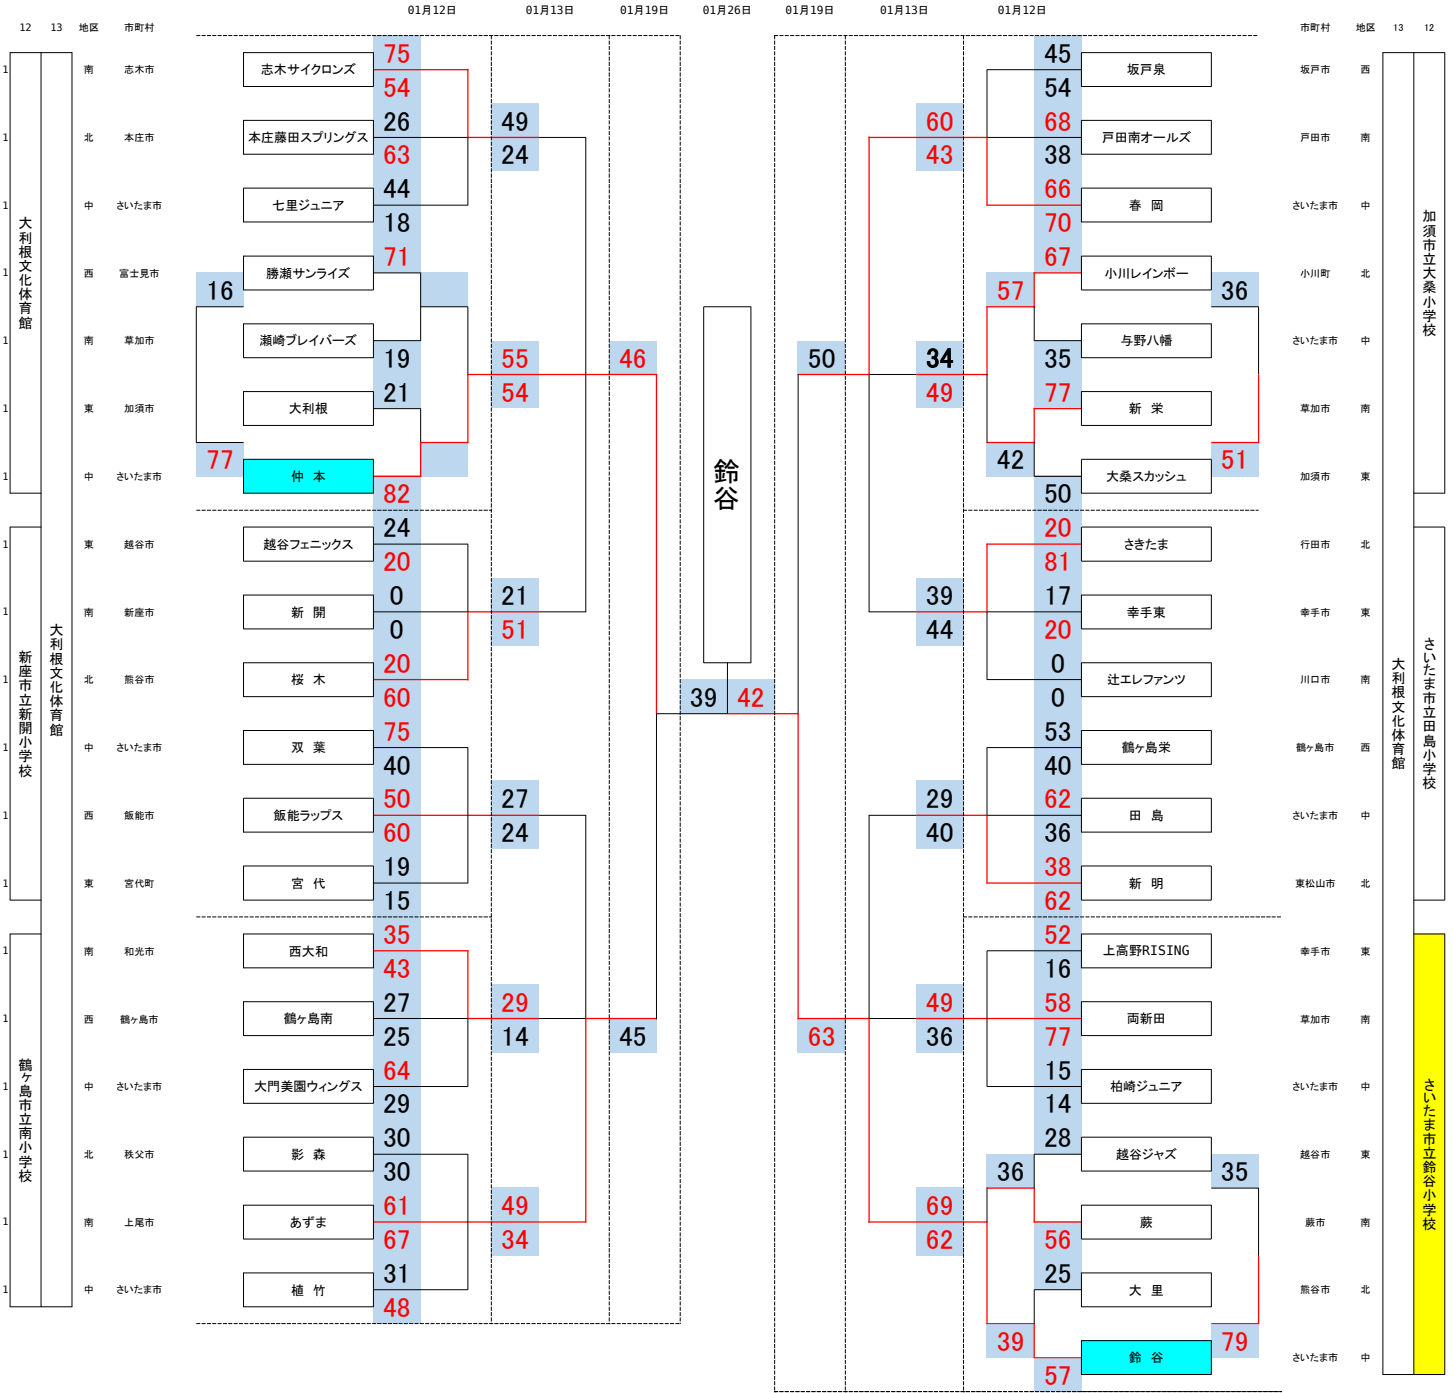 01月12日 01月13日 01月19日 01月26日 01月19日 01月13日 01月12日
12 13 地区 市町村
市町村 地区 13 12
1 南 志木市 志木サイクロンズ 75 54
1 北 本庄市 本庄藤田スプリングス 26 63
49 24
1 中 さいたま市 七里ジュニア 44 18
1 西 富士見市 勝瀬サンライズ 71
16
1 南 草加市 瀬崎ブレイバーズ 19
55 54
46
1 東 加須市 大利根 21
1 中 さいたま市 仲 本 82
77
大利根文化体育館
1 東 越谷市 越谷フェニックス 24 20
1 南 新座市 新 開 0 0
21 51
1 北 熊谷市 桜 木 20 60
1 中 さいたま市 双 葉 75 40
1 西 飯能市 飯能ラップス 50 60
27 24
1 東 宮代町 宮 代 19 15
新座市立新開小学校
大利根文化体育館
1 南 和光市 西大和 35 43
1 西 鶴ヶ島市 鶴ヶ島南 27 25
29 14
45
1 中 さいたま市 大門美園ウィングス 64 29
1 北 秩父市 影 森 30 30
1 南 上尾市 あずま 61 67
49 34
1 中 さいたま市 植 竹 31 48
鶴ヶ島市立南小学校
鈴谷
39 42
45 54 坂戸泉 坂戸市 西
60 43
68 38 戸田南オールズ 戸田市 南
66 70 春 岡 さいたま市 中
67 小川レインボー 小川町 北
57
36
35 与野八幡 さいたま市 中
50
34 49
77 新 栄 草加市 南
42
50 大桑スカッシュ 加須市 東
51
加須市立大桑小学校
20 81 さきたま 行田市 北
39 44
17 20 幸手東 幸手市 東
0 0 辻エレファンツ 川口市 南
53 40 鶴ヶ島栄 鶴ヶ島市 西
29 40
62 36 田 島 さいたま市 中
38 62 新 明 東松山市 北
さいたま市立田島小学校
大利根文化体育館
52 16 上高野RISING 幸手市 東
63
49 36
58 77 両新田 草加市 南
15 14 柏崎ジュニア さいたま市 中
28 越谷ジャズ 越谷市 東
36
35
69 62
56 蕨 蕨市 南
25 大 里 熊谷市 北
39
57 鈴 谷 さいたま市 中
79
さいたま市立鈴谷小学校